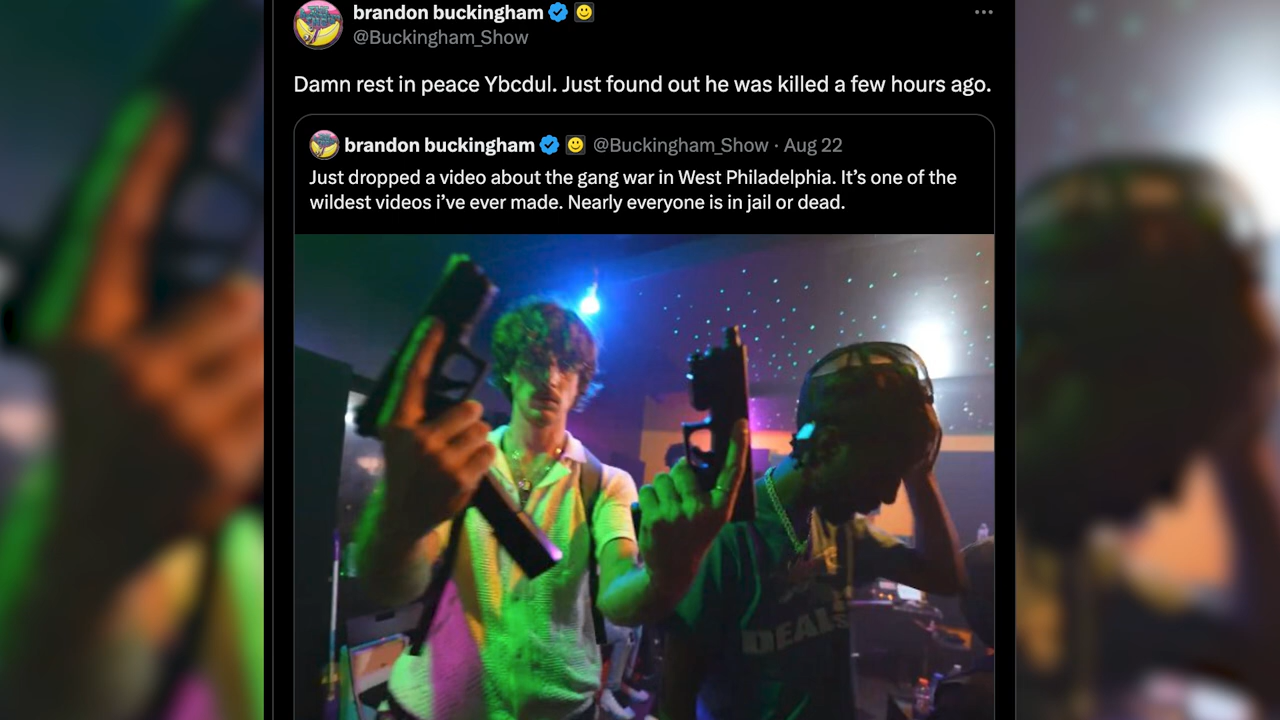 brandon buckingham
@Buckingham_Show
Damn rest in peace Ybcdul. Just found out he was killed a few hours ago.
brandon buckingham @Buckingham_Show · Aug 22
Just dropped a video about the gang war in West Philadelphia. It’s one of the
wildest videos i’ve ever made. Nearly everyone is in jail or dead.
DEALS